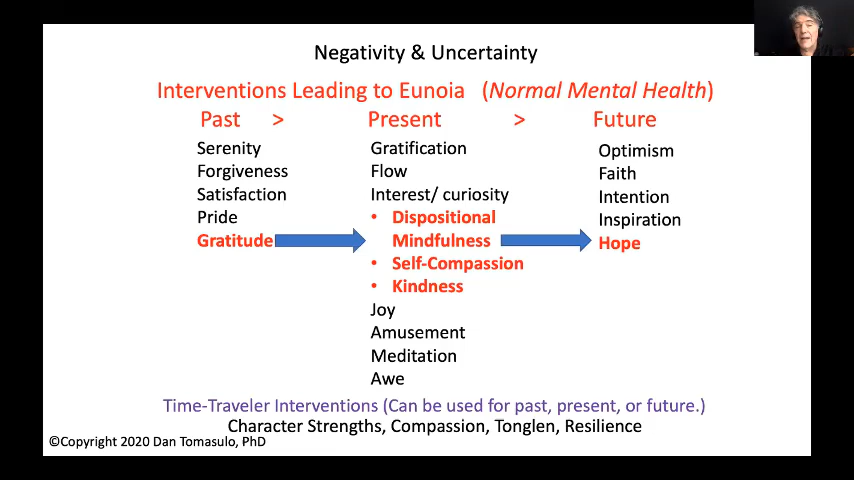 Negativity & Uncertainty
Interventions Leading to Eunoia (Normal Mental Health)
Past > Present > Future
Serenity
Forgiveness
Satisfaction
Pride
Gratitude
Gratification
Flow
Interest/ curiosity
• Dispositional
Mindfulness
• Self-Compassion
• Kindness
Joy
Amusement
Meditation
Awe
Optimism
Faith
Intention
Inspiration
Hope
Time-Traveler Interventions (Can be used for past, present, or future.)
Character Strengths, Compassion, Tonglen, Resilience
©Copyright 2020 Dan Tomasulo, PhD